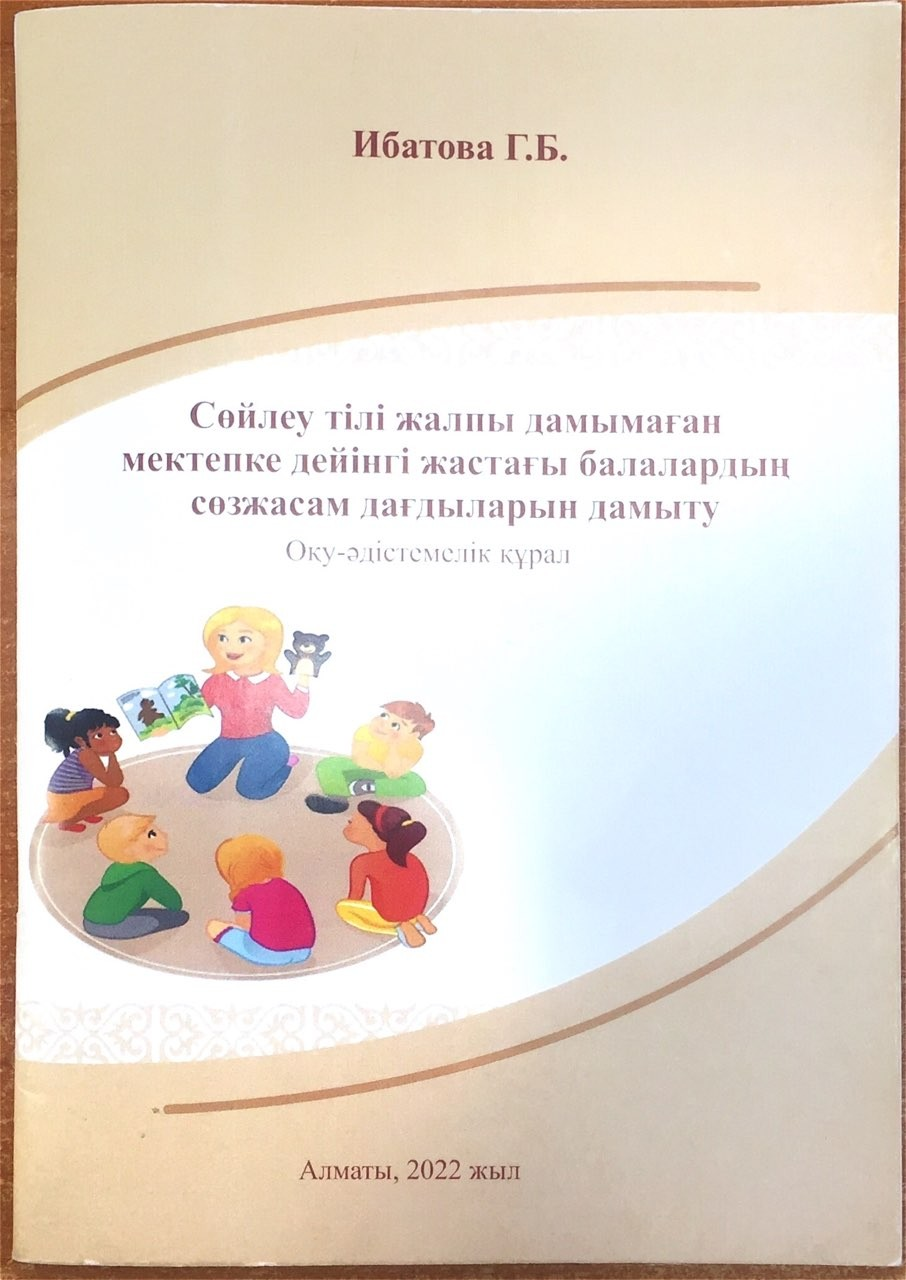 Ибатова Г.Б.
Сөйлеу тілі жалпы дамымаған
мектепке дейінгі жастағы балалардың
сөзжасам дағдыларын дамыту
Оқу-әдістемелік құрал
Алматы, 2022 жыл